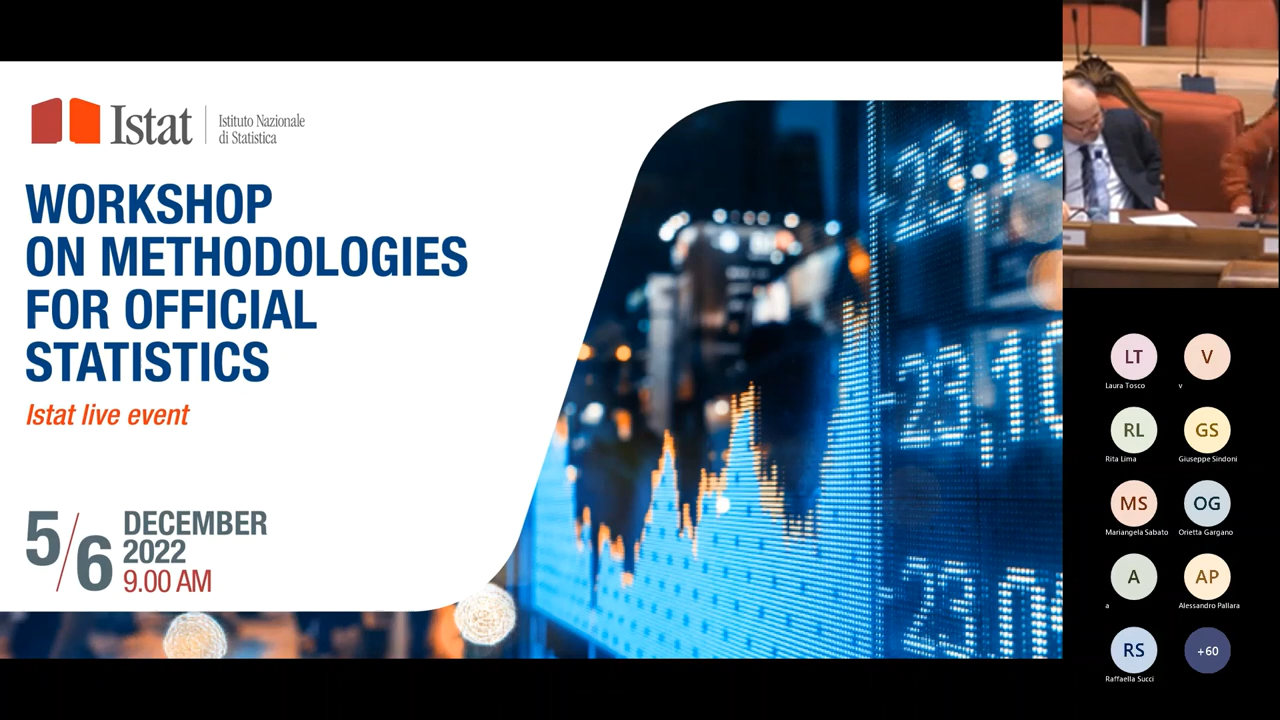 Istat
Istituto Nazionale
di Statistica
WORKSHOP
ON METHODOLOGIES
FOR OFFICIAL
STATISTICS
Istat live event
5/6
DECEMBER
2022
9.00 AM
LT
Laura Tosco
V
v
RL
Rita Lima
GS
Giuseppe Sindoni
MS
Mariangela Sabato
OG
Orietta Gargano
A
a
AP
Alessandro Pallara
RS
Raffaella Succi
+60